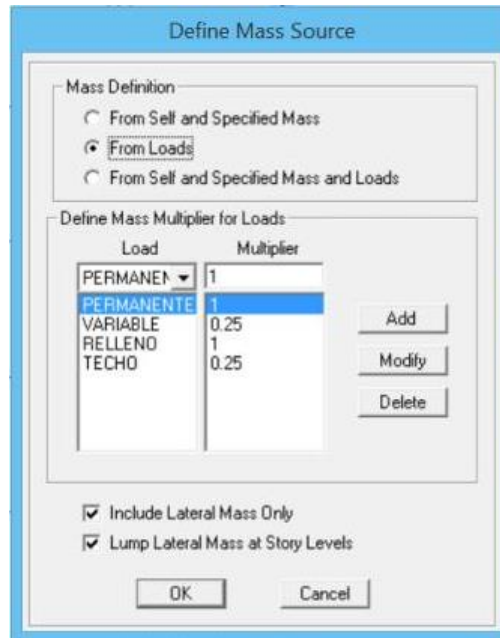 Define Mass Source
Mass Definition
From Self and Specified Mass
From Loads
From Self and Specified Mass and Loads
Define Mass Multiplier for Loads
Load Multiplier
PERMANEN 1
PERMANENTE 1
VARIABLE 0.25
RELLENO 1
TECHO 0.25
Add
Modify
Delete
Include Lateral Mass Only
Lump Lateral Mass at Story Levels
OK Cancel